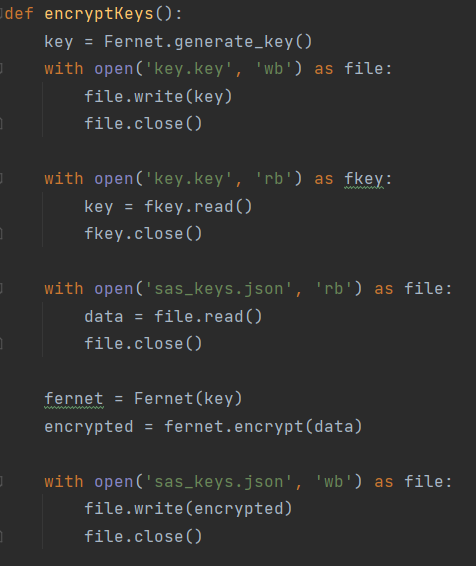 def encryptKeys():
    key = Fernet.generate_key()
    with open('key.key', 'wb') as file:
        file.write(key)
        file.close()

    with open('key.key', 'rb') as fkey:
        key = fkey.read()
        fkey.close()

    with open('sas_keys.json', 'rb') as file:
        data = file.read()
        file.close()

    fernet = Fernet(key)
    encrypted = fernet.encrypt(data)

    with open('sas_keys.json', 'wb') as file:
        file.write(encrypted)
        file.close()